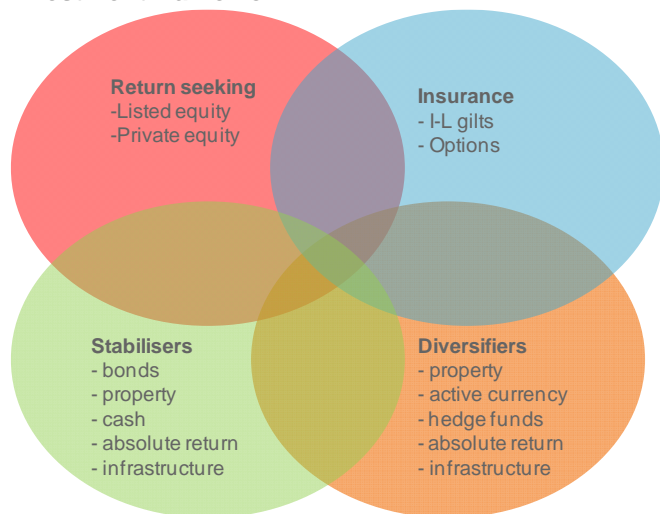 Return seeking
-Listed equity
-Private equity
Insurance
- I-L gilts
- Options
Stabilisers
- bonds
- property
- cash
- absolute return
- infrastructure
Diversifiers
- property
- active currency
- hedge funds
- absolute return
- infrastructure